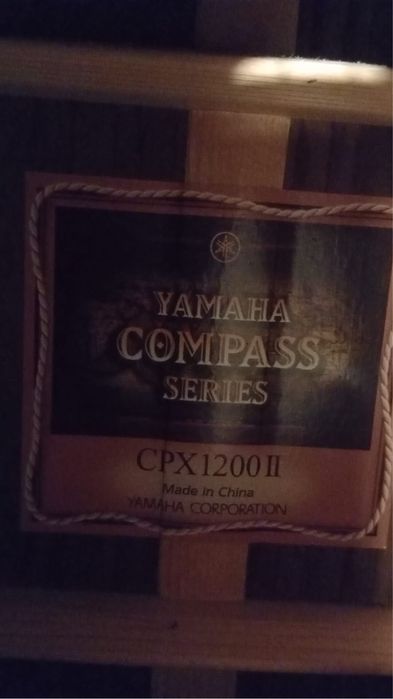 YAMAHA
COMPASS
SERIES
CPX1200II
Made in China
YAMAHA CORPORATION